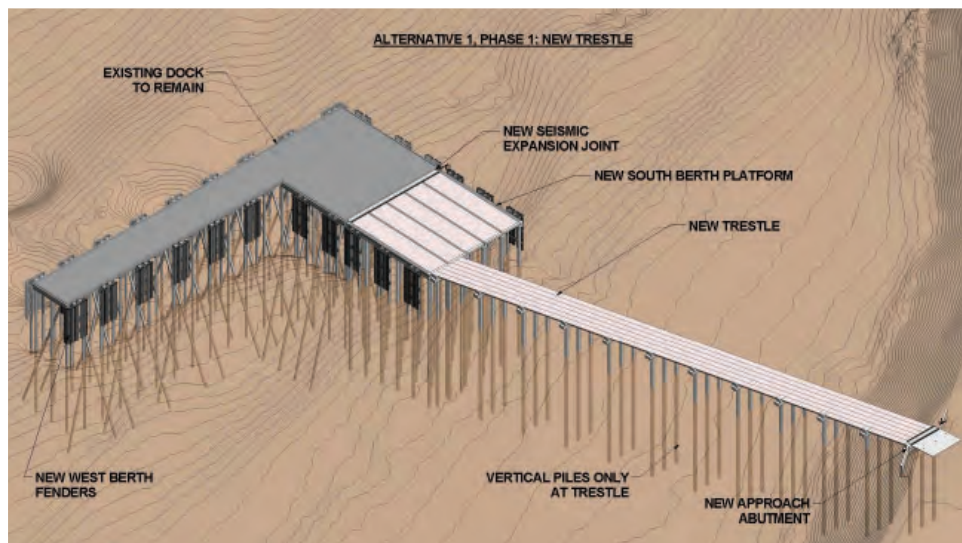 ALTERNATIVE 1, PHASE 1: NEW TRESTLE
EXISTING DOCK
TO REMAIN
NEW SEISMIC
EXPANSION JOINT
NEW SOUTH BERTH PLATFORM
NEW TRESTLE
NEW WEST BERTH
FENDERS
VERTICAL PILES ONLY
AT TRESTLE
NEW APPROACH
ABUTMENT